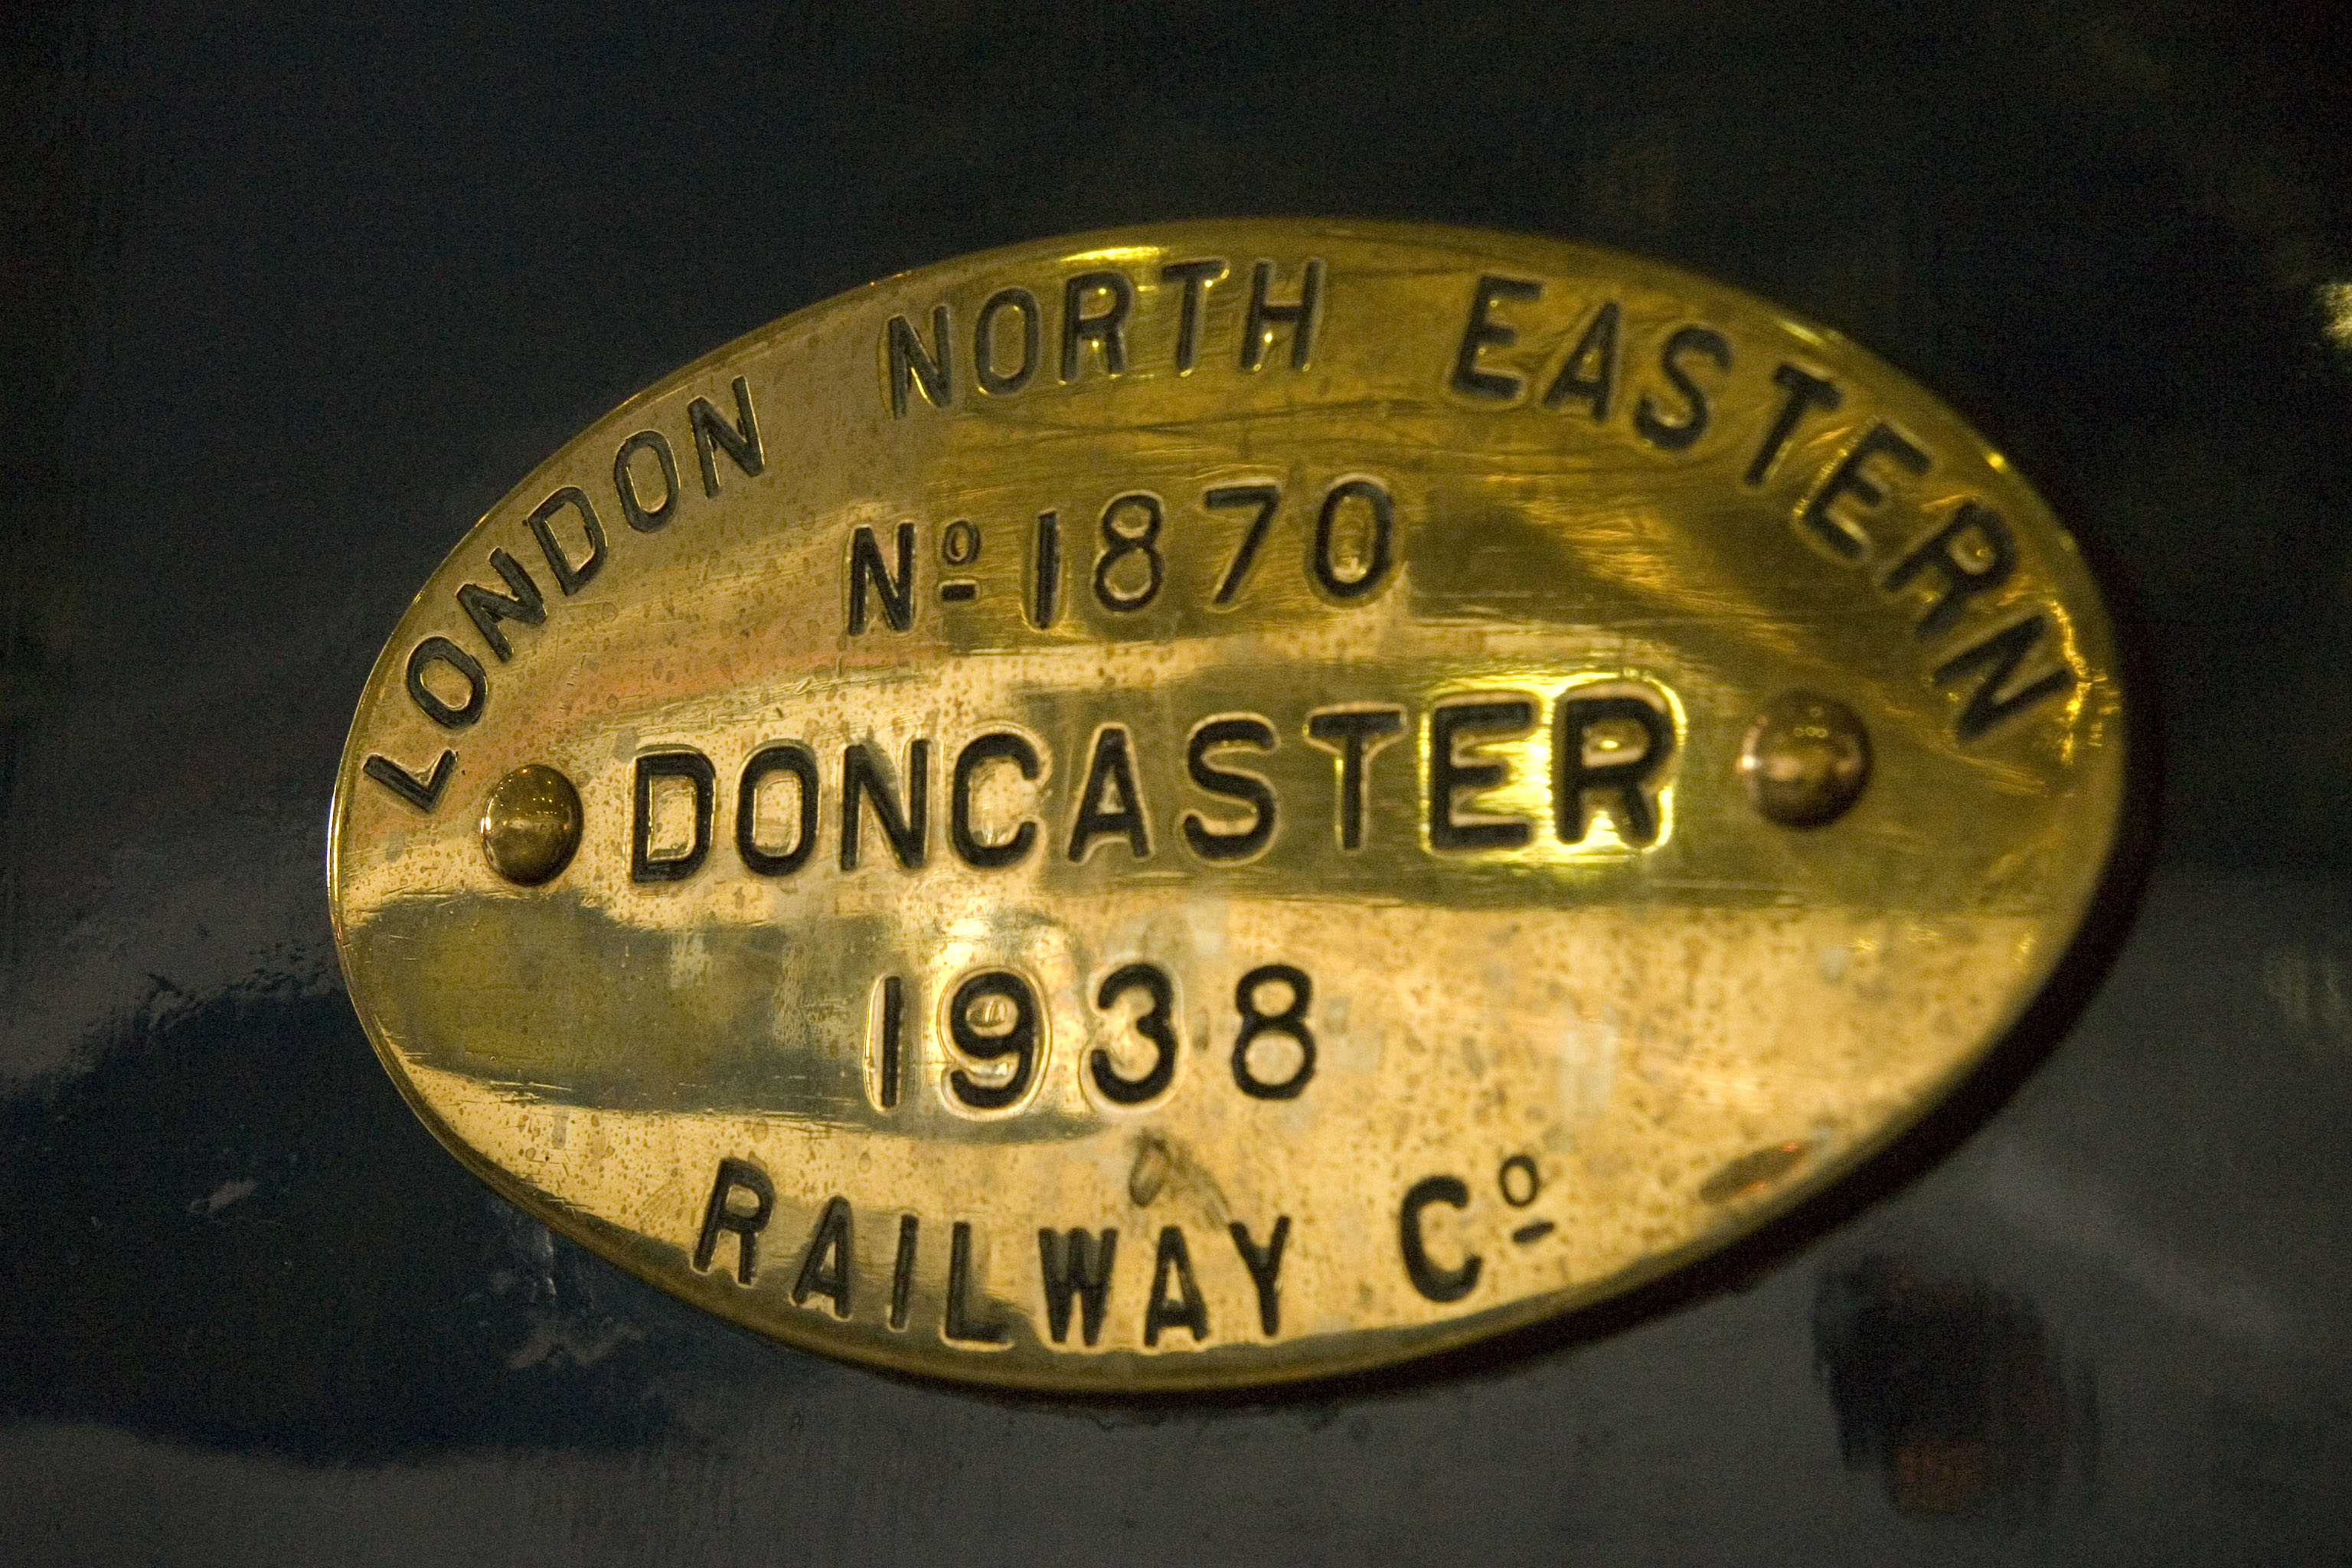 LONDON NORTH EASTERN
Nº 1870
DONCASTER
1938
RAILWAY Cº